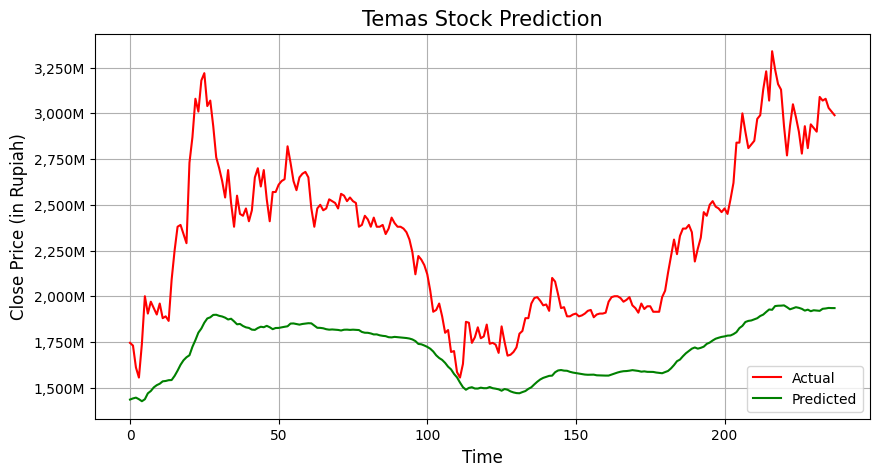 Temas Stock Prediction
Close Price (in Rupiah)
3,250M
3,000M
2,750M
2,500M
2,250M
2,000M
1,750M
1,500M
0
50
100
150
200
Time
Actual
Predicted